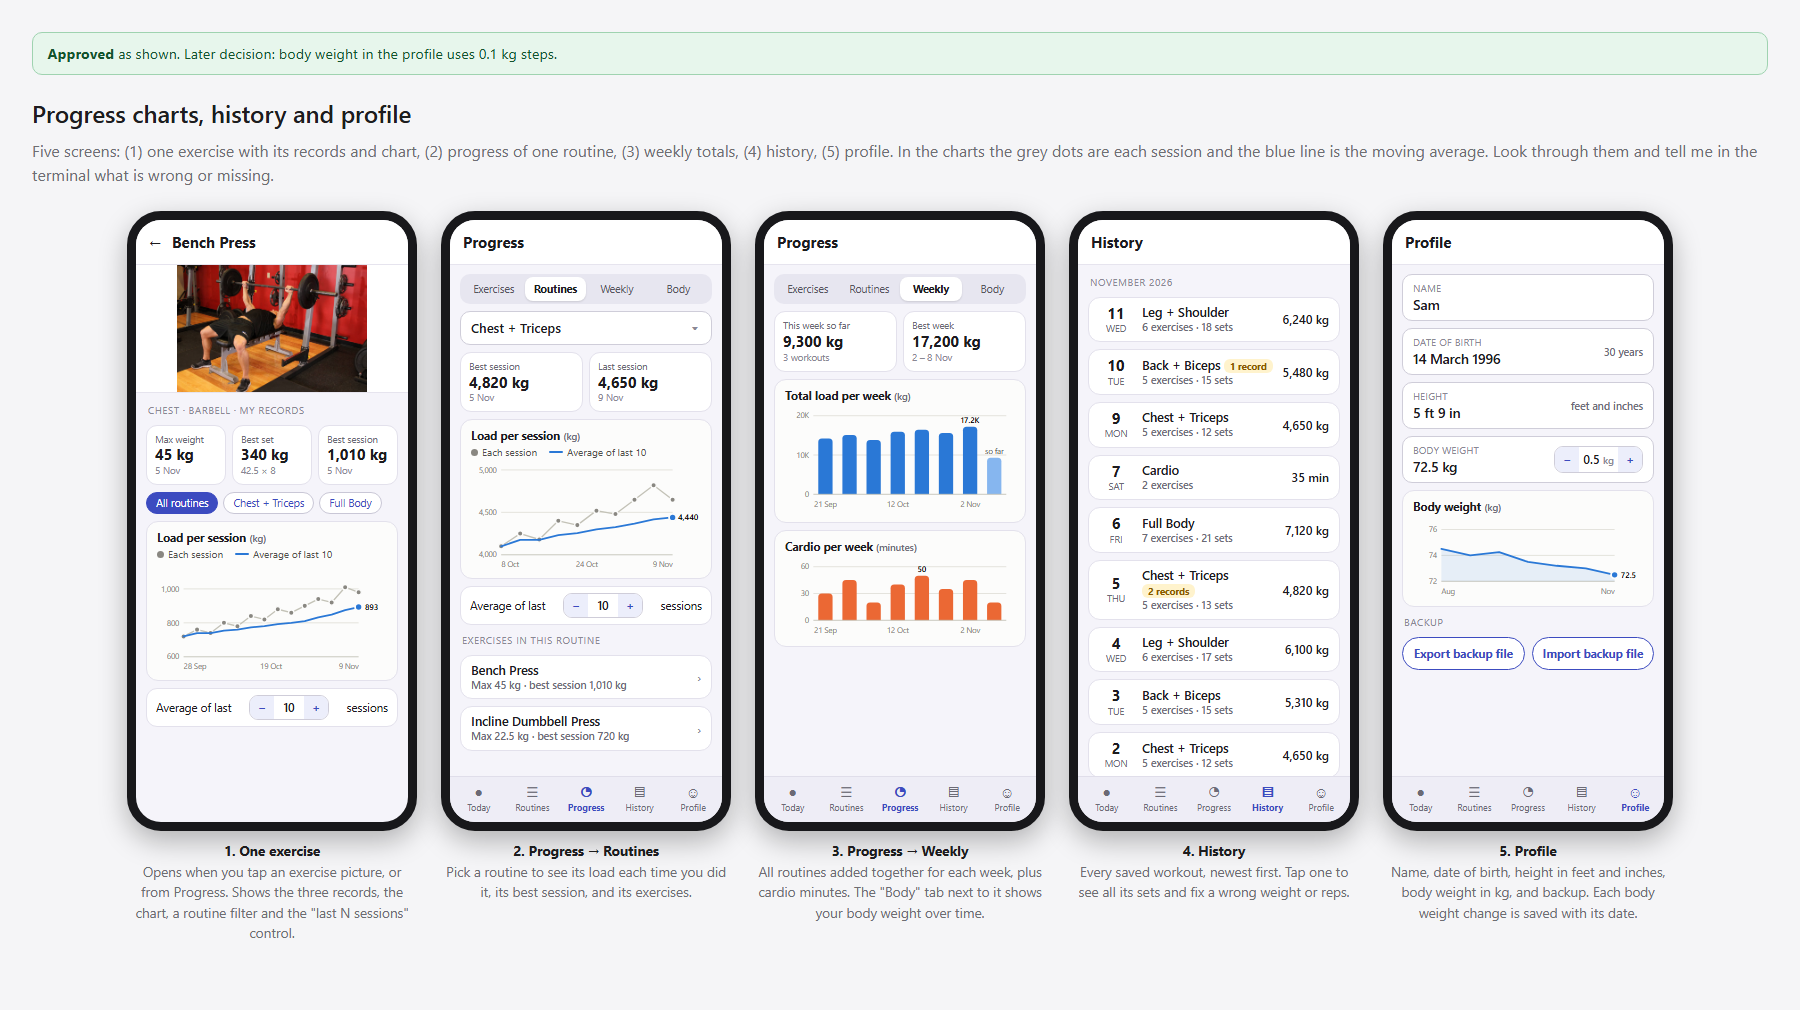 Approved as shown. Later decision: body weight in the profile uses 0.1 kg steps.
Progress charts, history and profile
Five screens: (1) one exercise with its records and chart, (2) progress of one routine, (3) weekly totals, (4) history, (5) profile. In the charts the grey dots are each session and the blue line is the moving average. Look through them and tell me in the
terminal what is wrong or missing.
← Bench Press
CHEST · BARBELL · MY RECORDS
Max weight
45 kg
5 Nov
Best set
340 kg
42.5 × 8
Best session
1,010 kg
5 Nov
All routines
Chest + Triceps
Full Body
Load per session (kg)
Each session
Average of last 10
1,000
800
600
893
28 Sep
19 Oct
9 Nov
Average of last
− 10 +
sessions
1. One exercise
Opens when you tap an exercise picture, or
from Progress. Shows the three records, the
chart, a routine filter and the "last N sessions"
control.
Progress
Exercises
Routines
Weekly
Body
Chest + Triceps
Best session
4,820 kg
5 Nov
Last session
4,650 kg
9 Nov
Load per session (kg)
Each session
Average of last 10
5,000
4,500
4,000
4,440
8 Oct
24 Oct
9 Nov
Average of last
− 10 +
sessions
EXERCISES IN THIS ROUTINE
Bench Press
Max 45 kg · best session 1,010 kg
›
Incline Dumbbell Press
Max 22.5 kg · best session 720 kg
›
Today
Routines
Progress
History
Profile
2. Progress → Routines
Pick a routine to see its load each time you did
it, its best session, and its exercises.
Progress
Exercises
Routines
Weekly
Body
This week so far
9,300 kg
3 workouts
Best week
17,200 kg
2 – 8 Nov
Total load per week (kg)
20K
10K
0
17.2K
so far
21 Sep
12 Oct
2 Nov
Cardio per week (minutes)
60
30
0
50
21 Sep
12 Oct
2 Nov
Today
Routines
Progress
History
Profile
3. Progress → Weekly
All routines added together for each week, plus
cardio minutes. The "Body" tab next to it shows
your body weight over time.
History
NOVEMBER 2026
11
WED
Leg + Shoulder
6 exercises · 18 sets
6,240 kg
10
TUE
Back + Biceps 1 record
5 exercises · 15 sets
5,480 kg
9
MON
Chest + Triceps
5 exercises · 12 sets
4,650 kg
7
SAT
Cardio
2 exercises
35 min
6
FRI
Full Body
7 exercises · 21 sets
7,120 kg
5
THU
Chest + Triceps
2 records
5 exercises · 13 sets
4,820 kg
4
WED
Leg + Shoulder
6 exercises · 17 sets
6,100 kg
3
TUE
Back + Biceps
5 exercises · 15 sets
5,310 kg
2
MON
Chest + Triceps
5 exercises · 12 sets
4,650 kg
Today
Routines
Progress
History
Profile
4. History
Every saved workout, newest first. Tap one to
see all its sets and fix a wrong weight or reps.
Profile
NAME
Sam
DATE OF BIRTH
14 March 1996
30 years
HEIGHT
5 ft 9 in
feet and inches
BODY WEIGHT
72.5 kg
− 0.5 kg +
Body weight (kg)
76
74
72
72.5
Aug
Nov
BACKUP
Export backup file
Import backup file
Today
Routines
Progress
History
Profile
5. Profile
Name, date of birth, height in feet and inches,
body weight in kg, and backup. Each body
weight change is saved with its date.